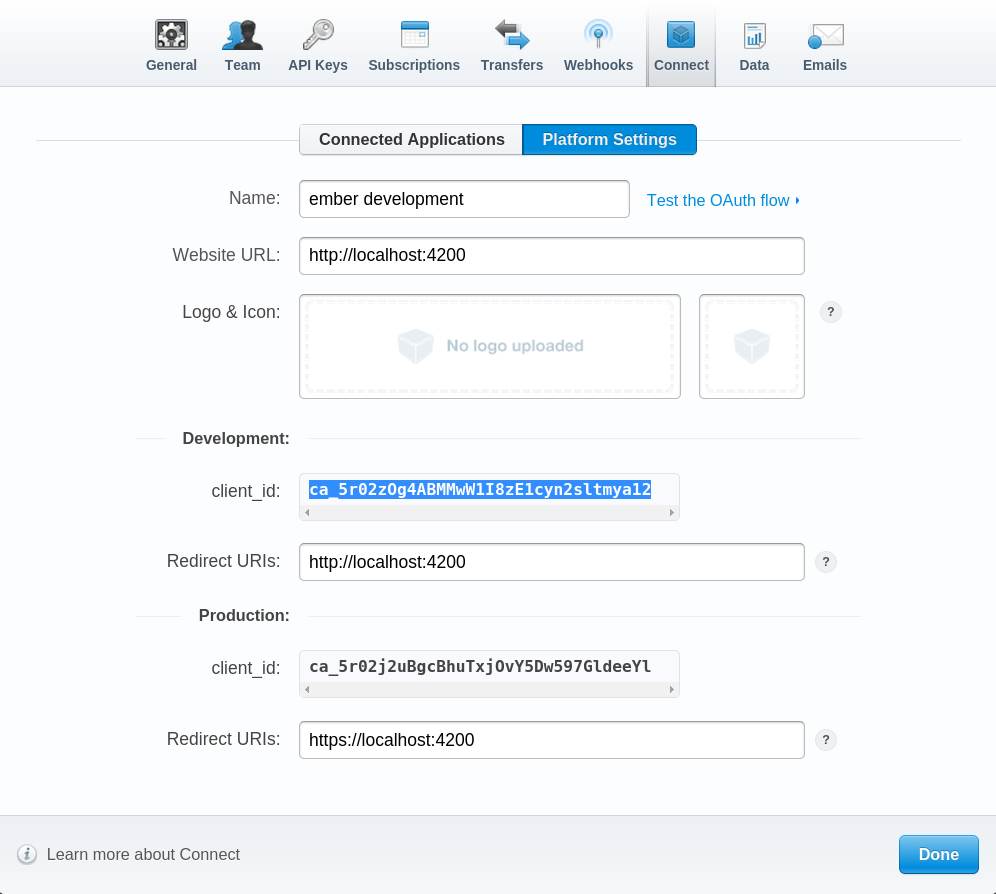 General Team API Keys Subscriptions Transfers Webhooks Connect Data Emails
Connected Applications Platform Settings
Name: ember development Test the OAuth flow
Website URL: http://localhost:4200
Logo & Icon: No logo uploaded ?
Development:
client_id: ca_5r02zOg4ABMMwW1I8zE1cyn2sltmya12
Redirect URIs: http://localhost:4200 ?
Production:
client_id: ca_5r02j2uBgcBhuTxjOvY5Dw597GldeeYl
Redirect URIs: https://localhost:4200 ?
i Learn more about Connect Done